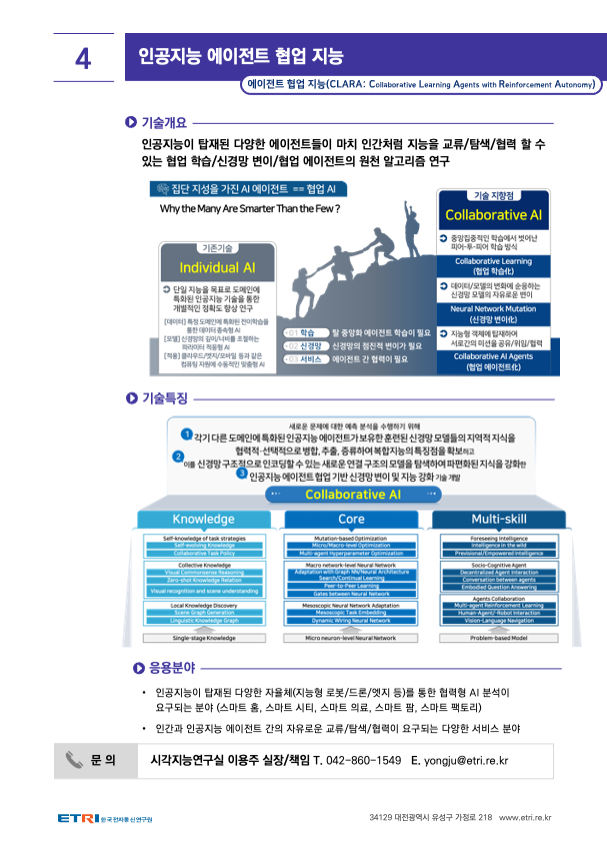 4
인공지능 에이전트 협업 지능
에이전트 협업 지능(CLARA: Collaborative Learning Agents with Reinforcement Autonomy)
기술개요
인공지능이 탑재된 다양한 에이전트들이 마치 인간처럼 지능을 교류/탐색/협력 할 수
있는 협업 학습/신경망 변이/협업 에이전트의 원천 알고리즘 연구
집단 지성을 가진 AI 에이전트 == 협업 AI
Why the Many Are Smarter Than the Few ?
기존기술
Individual AI
단일 지능을 목표로 도메인에
특화된 인공지능 기술을 통한
개별적인 정확도 향상 연구
[데이터] 특정 도메인에 특화된 전이학습을
통한 데이터 종속형 AI
[모델] 신경망의 깊이/너비를 조절하는
파라미터 적응형 AI
[적용] 클라우드/엣지/모바일 등과 같은
컴퓨팅 자원에 수동적인 맞춤형 AI
01 학습 탈 중앙화 에이전트 학습이 필요
02 신경망 신경망의 점진적 변이가 필요
03 서비스 에이전트 간 협력이 필요
기술 지향점
Collaborative AI
중앙집중적인 학습에서 벗어난
피어-투-피어 학습 방식
Collaborative Learning
(협업 학습化)
데이터/모델의 변화에 순응하는
신경망 모델의 자유로운 변이
Neural Network Mutation
(신경망 변이化)
지능형 객체에 탑재하여
서로간의 미션을 공유/위임/협력
Collaborative AI Agents
(협업 에이전트化)
기술특징
새로운 문제에 대한 예측 분석을 수행하기 위해
1 각기 다른 도메인에 특화된 인공지능 에이전트가 보유한 훈련된 신경망 모델들의 지역적 지식을
협력적·선택적으로 병합, 추출, 증류하여 복합지능의 특징점을 확보하고
2 이를 신경망 구조적으로 인코딩할 수 있는 새로운 연결 구조의 모델을 탐색하여 파편화된 지식을 강화한
3 인공지능 에이전트 협업 기반 신경망 변이 및 지능 강화 기술 개발
Collaborative AI
Knowledge
Self-knowledge of task strategies
Self-evolving Knowledge
Collaborative Task Policy
Collective Knowledge
Visual Commonsense Reasoning
Zero-shot Knowledge Relation
Visual recognition and scene understanding
Local Knowledge Discovery
Scene Graph Generation
Linguistic Knowledge Graph
Single-stage Knowledge
Core
Mutation-based Optimization
Micro/Macro-level Optimization
Multi-agent Hyperparameter Optimization
Macro network-level Neural Network
Adaptation with Graph NN/Neural Architecture
Search/Continual Learning
Peer-to-Peer Learning
Gates between Neural Network
Mesoscopic Neural Network Adaptation
Mesoscopic Task Embedding
Dynamic Wiring Neural Network
Micro neuron-level Neural Network
Multi-skill
Foreseeing Intelligence
Intelligence in the wild
Previsional/Empowered Intelligence
Socio-Cognitive Agent
Decentralized Agent Interaction
Conversation between agents
Embodied Question Answering
Agents Collaboration
Multi-agent Reinforcement Learning
Human-Agent/-Robot Interaction
Vision-Language Navigation
Problem-based Model
응용분야
• 인공지능이 탑재된 다양한 자율체(지능형 로봇/드론/엣지 등)를 통한 협력형 AI 분석이
요구되는 분야 (스마트 홈, 스마트 시티, 스마트 의료, 스마트 팜, 스마트 팩토리)
• 인간과 인공지능 에이전트 간의 자유로운 교류/탐색/협력이 요구되는 다양한 서비스 분야
문 의
시각지능연구실 이용주 실장/책임 T. 042-860-1549 E. yongju@etri.re.kr
ETRI 한국전자통신연구원
34129 대전광역시 유성구 가정로 218 www.etri.re.kr